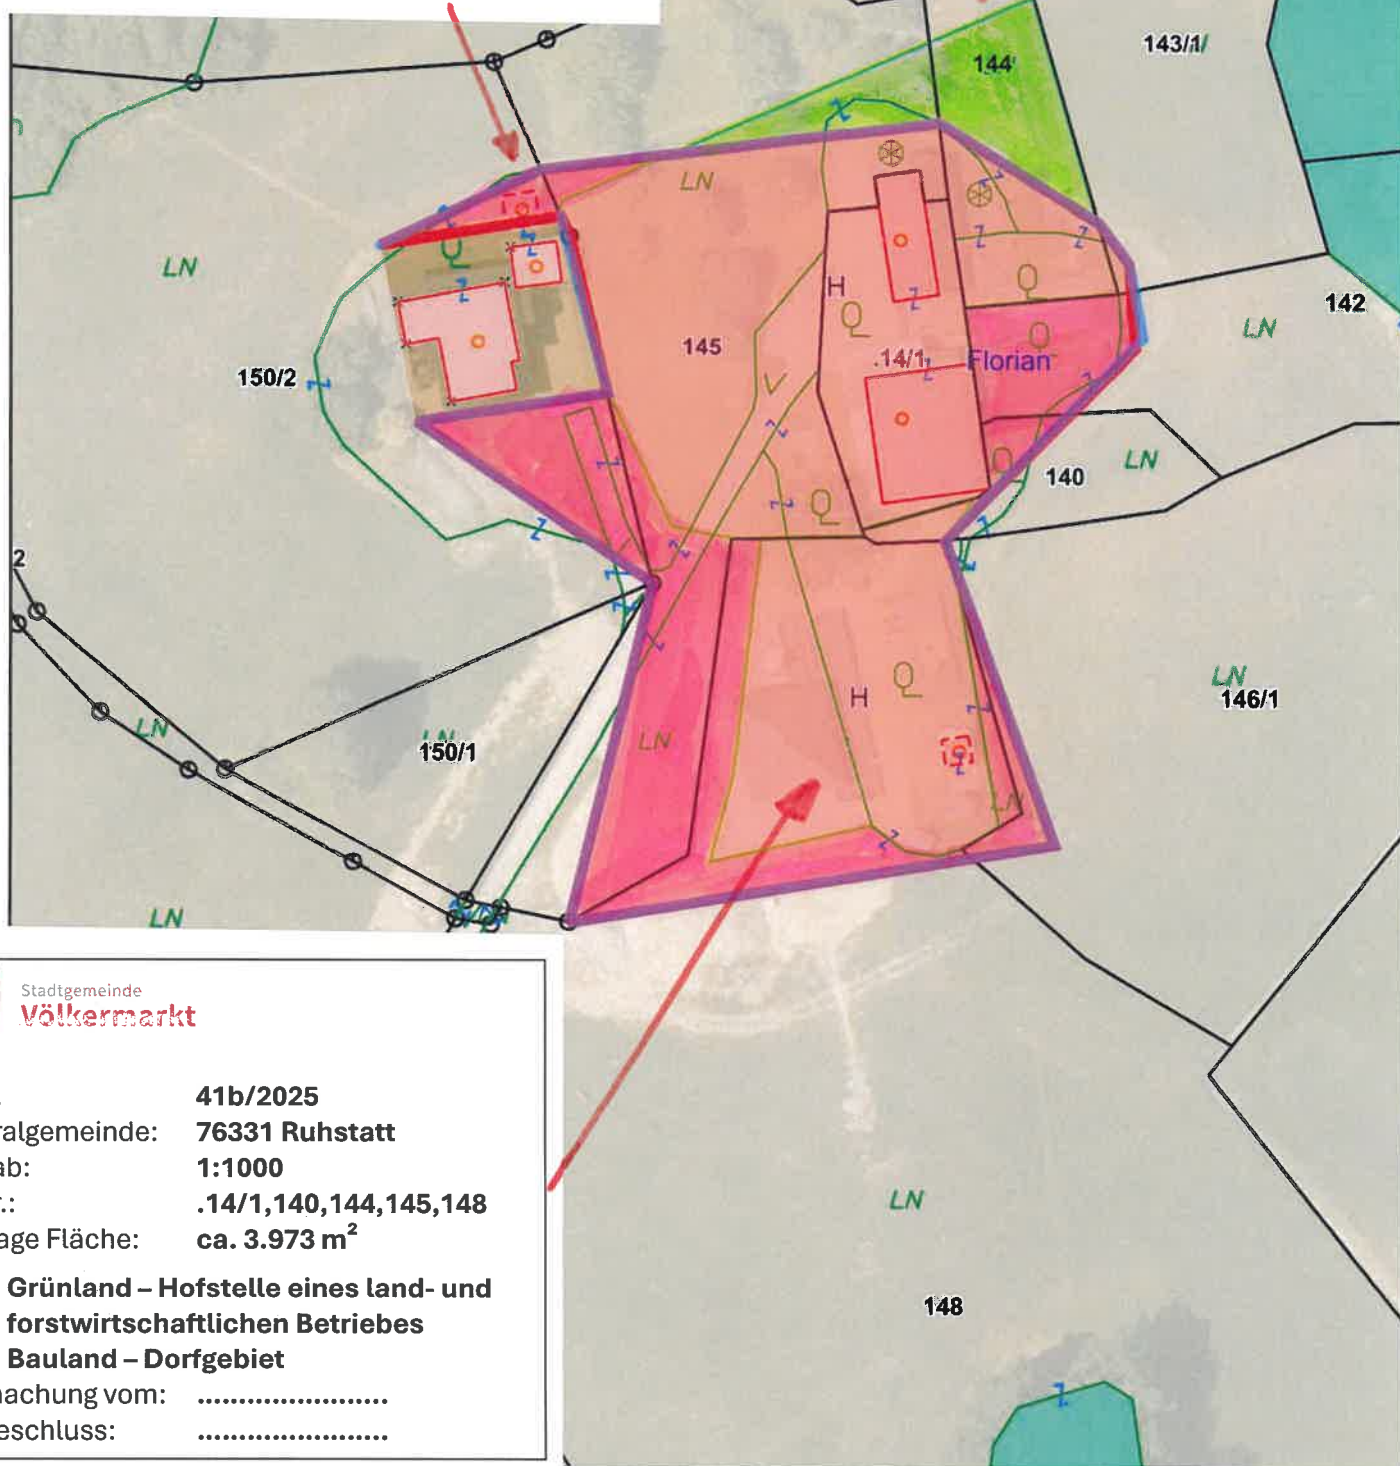 144
143/1
LN
LN
145
H
.14/1
Florian
142
LN
150/2
140
LN
2
LN
150/1
LN
H
LN
146/1
LN
LN
148
Stadtgemeinde
Völkermarkt
41b/2025
ralgemeinde: 76331 Ruhstatt
ab: 1:1000
.: .14/1,140,144,145,148
age Fläche: ca. 3.973 m²
Grünland – Hofstelle eines land- und
forstwirtschaftlichen Betriebes
Bauland – Dorfgebiet
nachung vom: ........................
eschluss: ........................